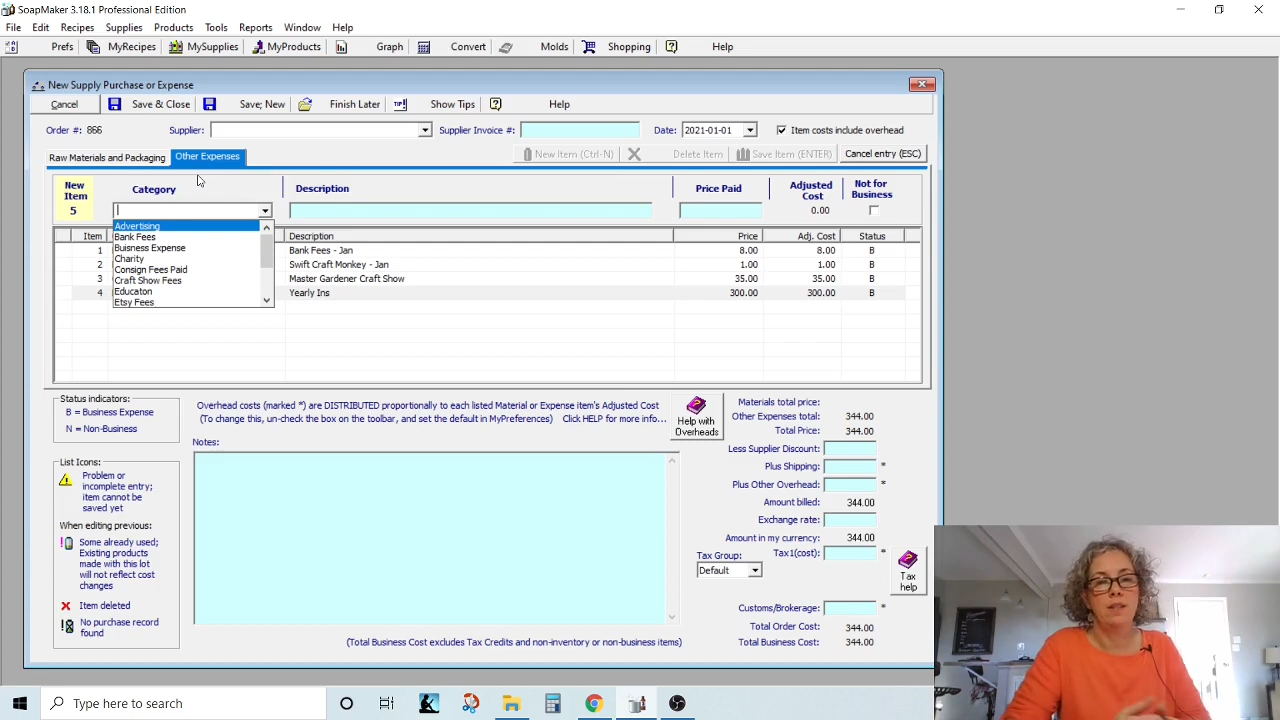 SoapMaker 3.18.1 Professional Edition
File Edit Recipes Supplies Products Tools Reports Window Help
Prefs MyRecipes MySupplies MyProducts Graph Convert Molds Shopping Help
New Supply Purchase or Expense
Cancel Save & Close Save; New Finish Later TIP! Show Tips Help
Order #: 866 Supplier: Supplier Invoice #: Date: 2021-01-01 Item costs include overhead
Raw Materials and Packaging Other Expenses New Item (Ctrl-N) Delete Item Save Item (ENTER) Cancel entry (ESC)
New Item 5 Category Description Price Paid Adjusted Cost 0.00 Not for Business
Item Description Price Adj. Cost Status
1 Bank Fees - Jan 8.00 8.00 B
2 Swift Craft Monkey - Jan 1.00 1.00 B
3 Master Gardener Craft Show 35.00 35.00 B
4 Yearly Ins 300.00 300.00 B
Advertising
Bank Fees
Buisness Expense
Charity
Consign Fees Paid
Craft Show Fees
Educaton
Etsy Fees
Status indicators:
B = Business Expense
N = Non-Business
Overhead costs (marked *) are DISTRIBUTED proportionally to each listed Material or Expense item's Adjusted Cost
(To change this, un-check the box on the toolbar, and set the default in MyPreferences) Click HELP for more info...
Help with
Overheads
Notes:
List Icons:
Problem or
incomplete entry;
item cannot be
saved yet
When editing previous:
Some already used;
Existing products
made with this lot
will not reflect cost
changes
Item deleted
No purchase record
found
Materials total price:
Other Expenses total: 344.00
Total Price: 344.00
Less Supplier Discount:
Plus Shipping: *
Plus Other Overhead: *
Amount billed: 344.00
Exchange rate:
Amount in my currency: 344.00
Tax Group: Tax1(cost): *
Default
Tax
help
Customs/Brokerage: *
Total Order Cost: 344.00
(Total Business Cost excludes Tax Credits and non-inventory or non-business items) Total Business Cost: 344.00
Type here to search